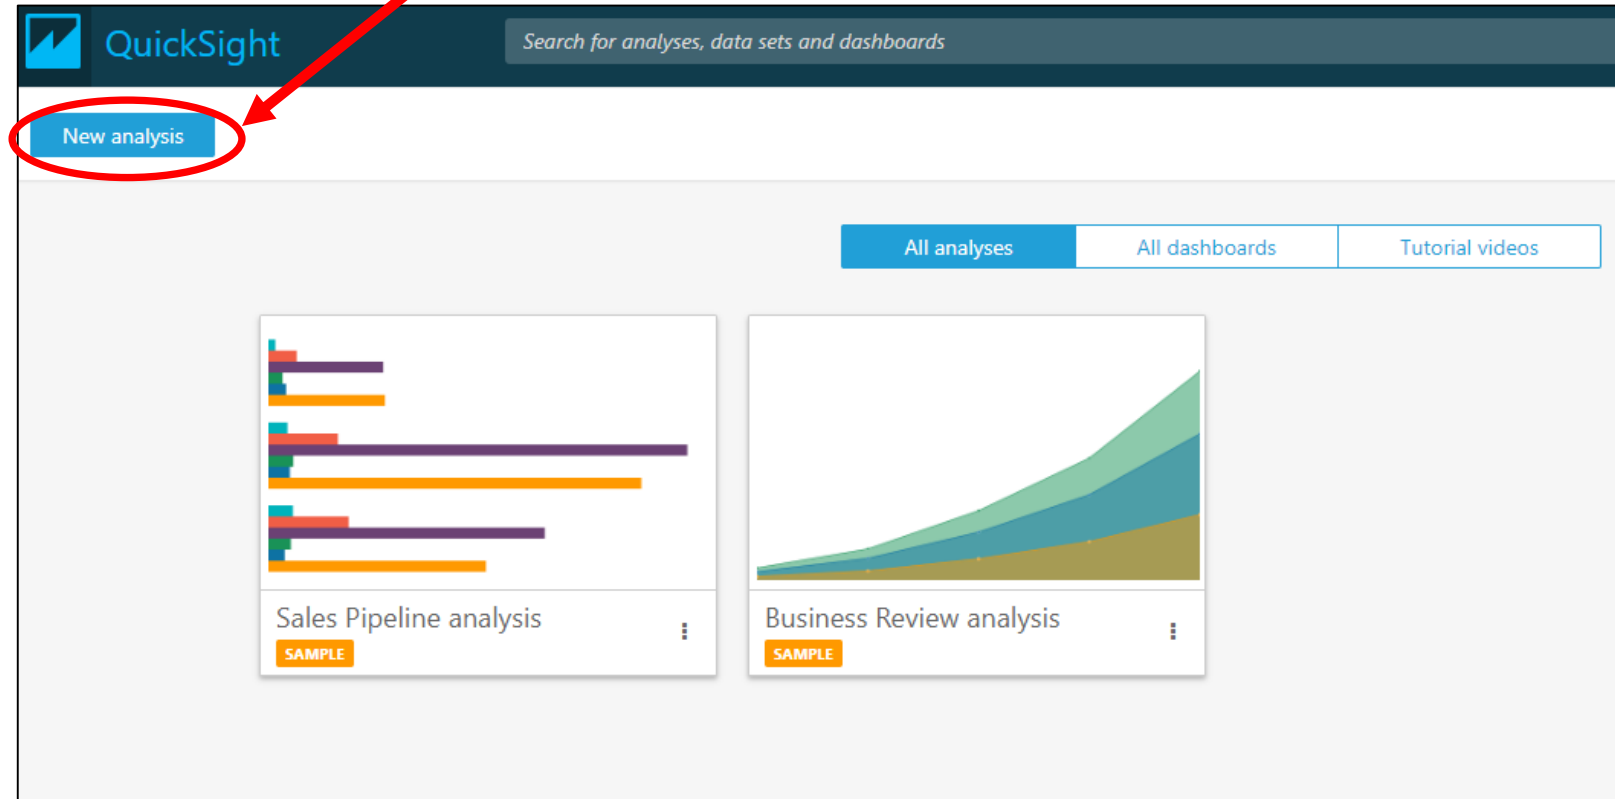 QuickSight
Search for analyses, data sets and dashboards
New analysis
All analyses
All dashboards
Tutorial videos
Sales Pipeline analysis
SAMPLE
Business Review analysis
SAMPLE